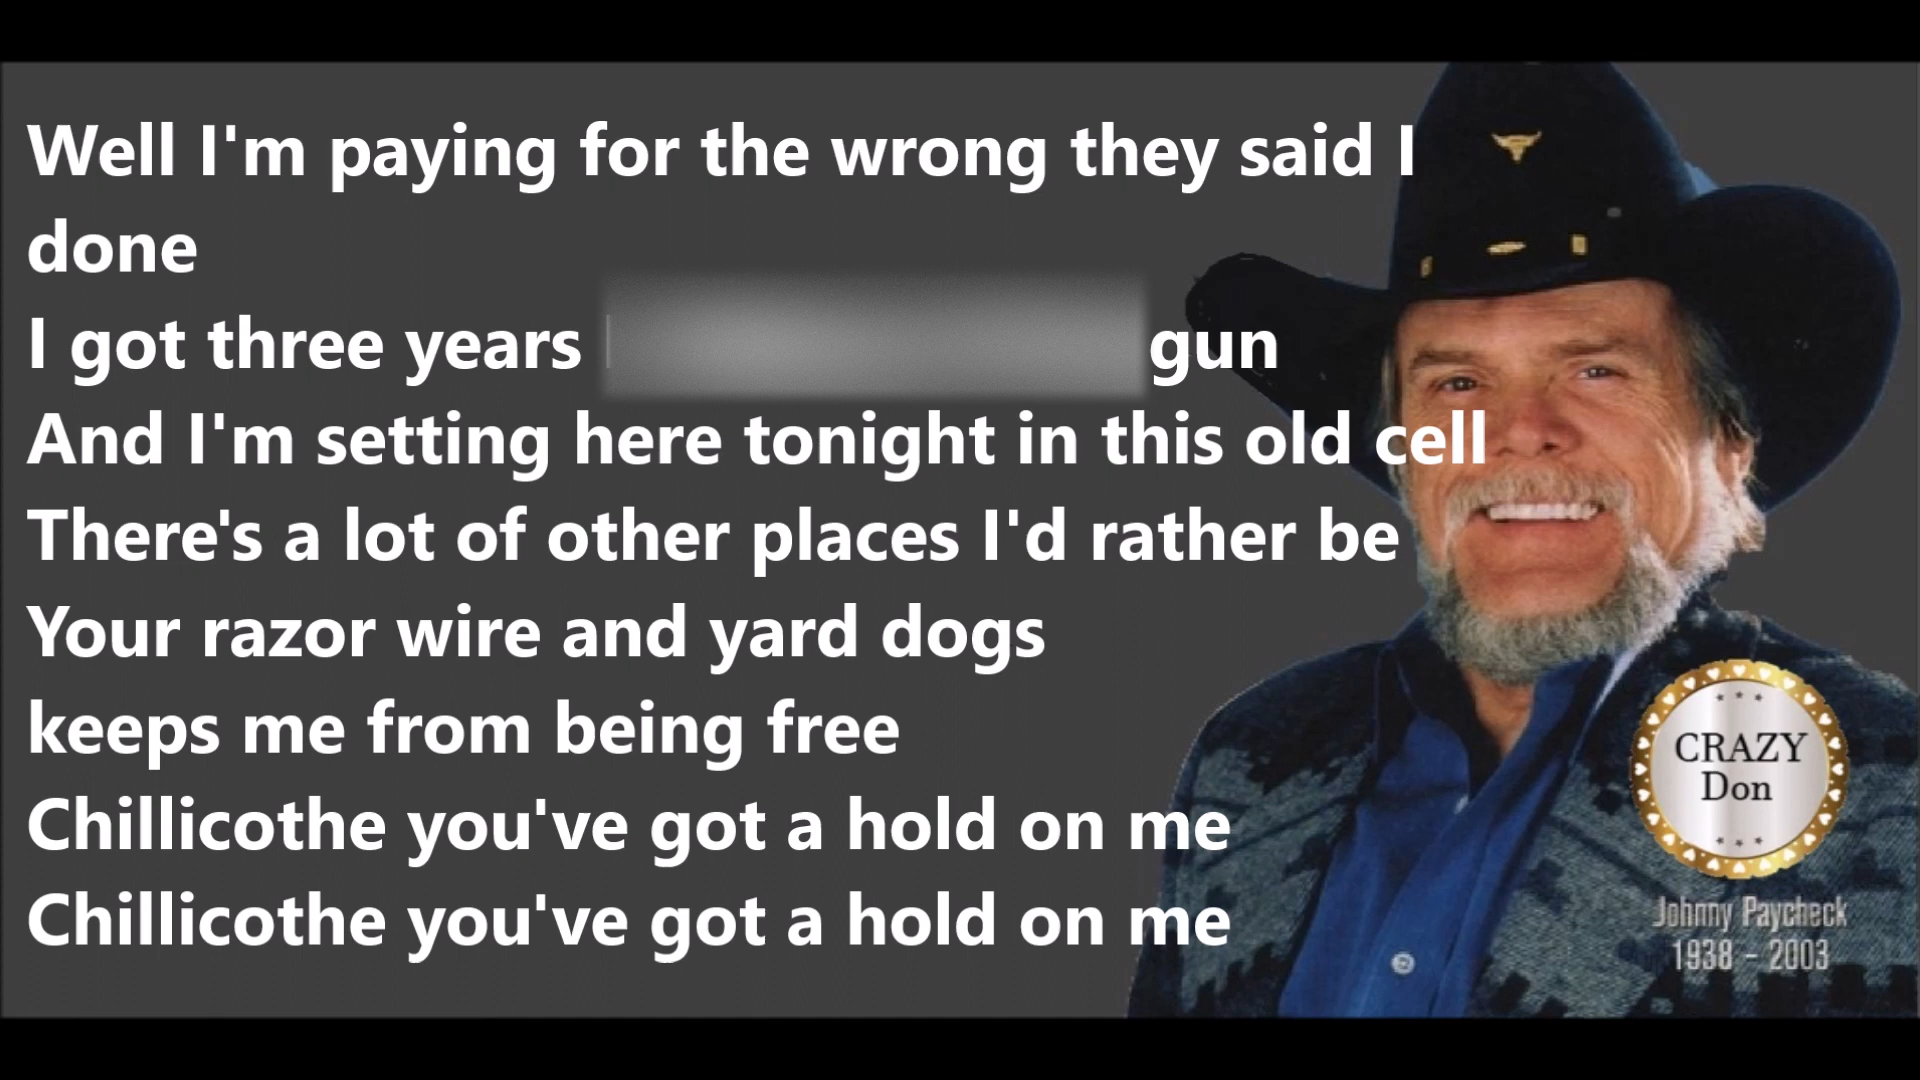 Well I'm paying for the wrong they said I
done
I got three years gun
And I'm setting here tonight in this old cell
There's a lot of other places I'd rather be
Your razor wire and yard dogs
keeps me from being free
Chillicothe you've got a hold on me
Chillicothe you've got a hold on me
CRAZY
Don
Johnny Paycheck
1938 - 2003